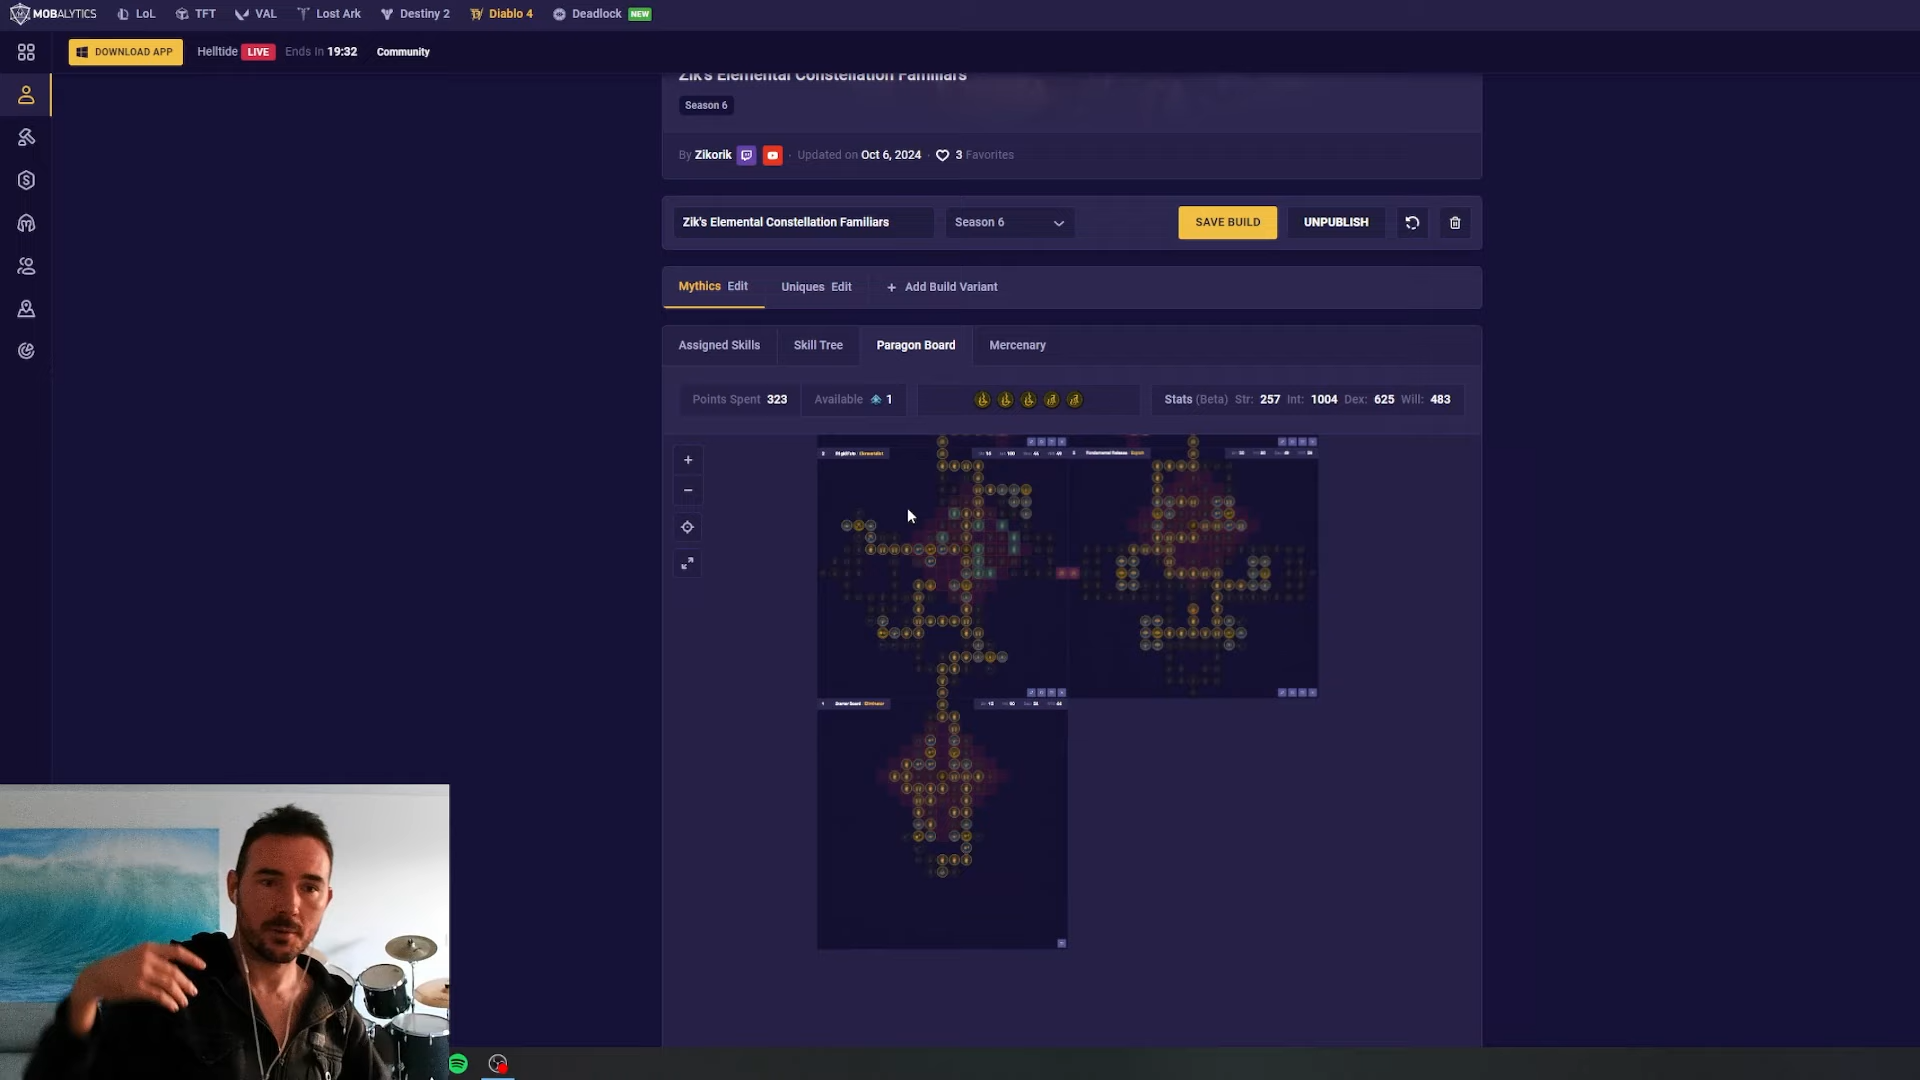 MOBALYTICS LoL TFT VAL Lost Ark Destiny 2 Diablo 4 Deadlock NEW
DOWNLOAD APP Helltide LIVE Ends In 19:32 Community
Zik's Elemental Constellation Familiars
Season 6
By Zikorik · Updated on Oct 6, 2024 · 3 Favorites
Zik's Elemental Constellation Familiars Season 6 SAVE BUILD UNPUBLISH
Mythics Edit Uniques Edit + Add Build Variant
Assigned Skills Skill Tree Paragon Board Mercenary
Points Spent 323 Available 1 Stats (Beta) Str: 257 Int: 1004 Dex: 625 Will: 483